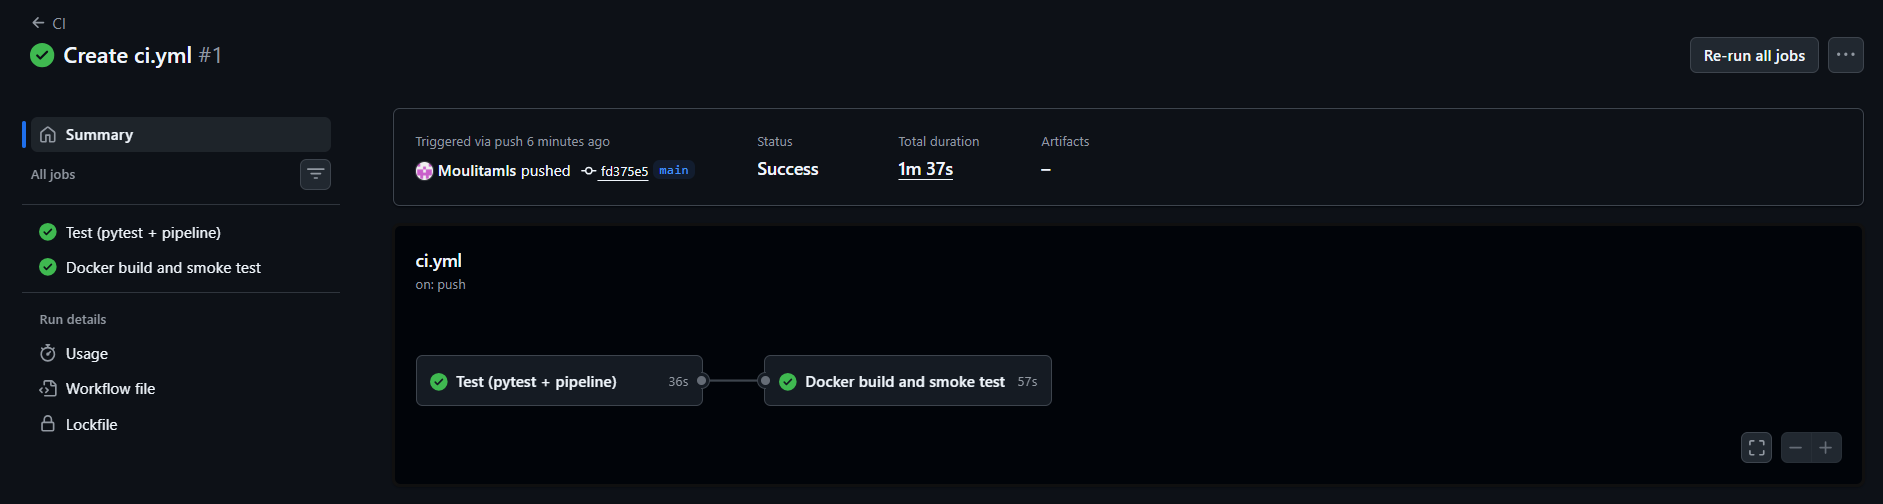 CI
Create ci.yml #1
Re-run all jobs
Summary
All jobs
Test (pytest + pipeline)
Docker build and smoke test
Run details
Usage
Workflow file
Lockfile
Triggered via push 6 minutes ago
Moulitamls pushed fd375e5 main
Status
Success
Total duration
1m 37s
Artifacts
–
ci.yml
on: push
Test (pytest + pipeline) 36s
Docker build and smoke test 57s